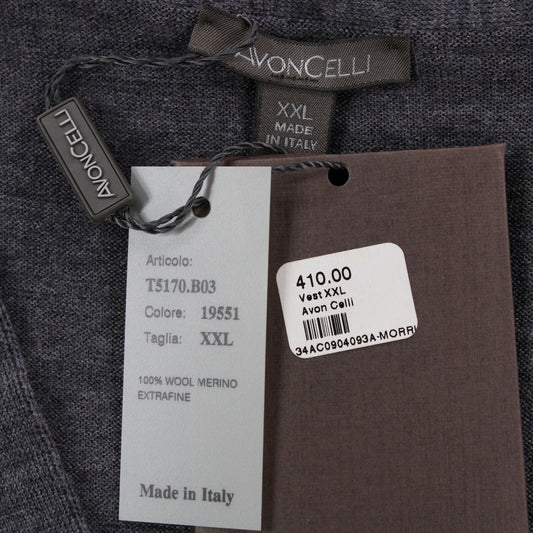 AVONCELLI
XXL
MADE
IN ITALY
AVONCELLI
Articolo:
T5170.B03
Colore: 19551
Taglia: XXL
100% WOOL MERINO
EXTRAFINE
Made in Italy
410.00
Vest XXL
Avon Celli
34AC0904093A-MORRI